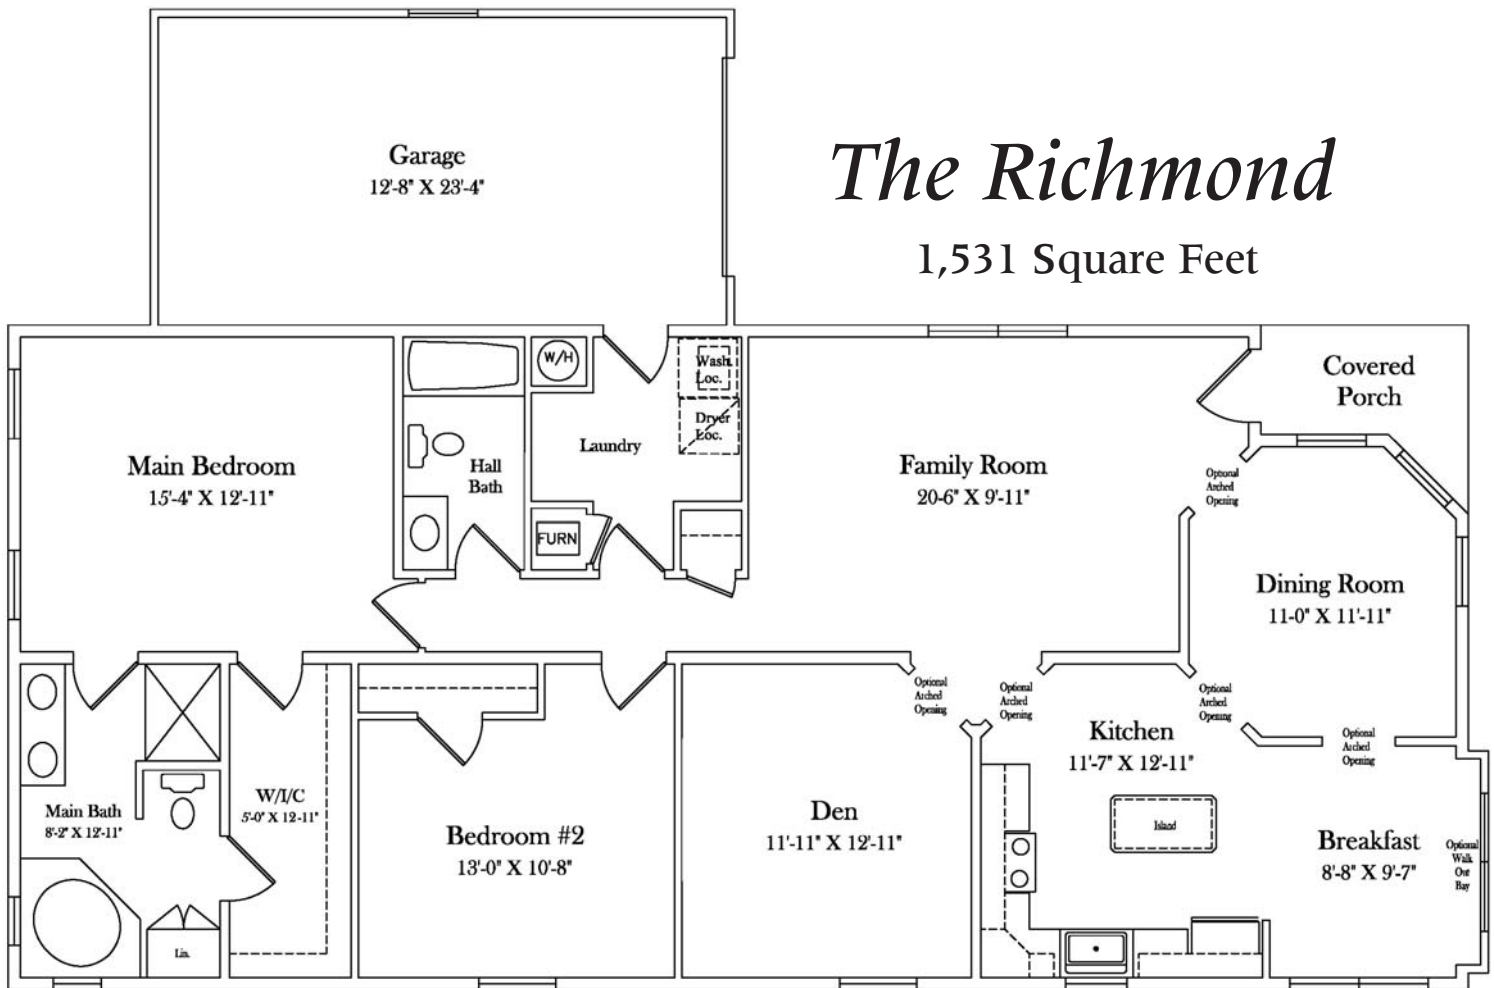 Garage
12'-8" X 23'-4"
The Richmond
1,531 Square Feet
Main Bedroom
15'-4" X 12'-11"
Hall
Bath
W/H
Wash
Loc.
Dryer
Loc.
Laundry
FURN
Family Room
20-6" X 9'-11"
Covered
Porch
Optional
Arched
Opening
Dining Room
11-0" X 11'-11"
Optional
Arched
Opening
Optional
Arched
Opening
Optional
Arched
Opening
Optional
Arched
Opening
Kitchen
11'-7" X 12'-11"
Island
Main Bath
8'-2" X 12'-11"
Lin.
W/I/C
5'-0" X 12-11"
Bedroom #2
13'-0" X 10'-8"
Den
11'-11" X 12'-11"
Breakfast
8'-8" X 9'-7"
Optional
Walk
Out
Bay